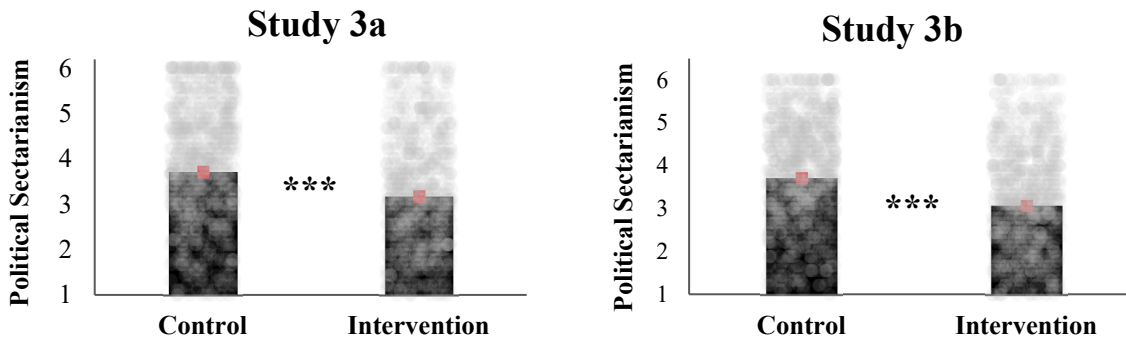 Study 3a
Political Sectarianism
6
5
4
3
2
1
***
Control
Intervention
Study 3b
Political Sectarianism
6
5
4
3
2
1
***
Control
Intervention